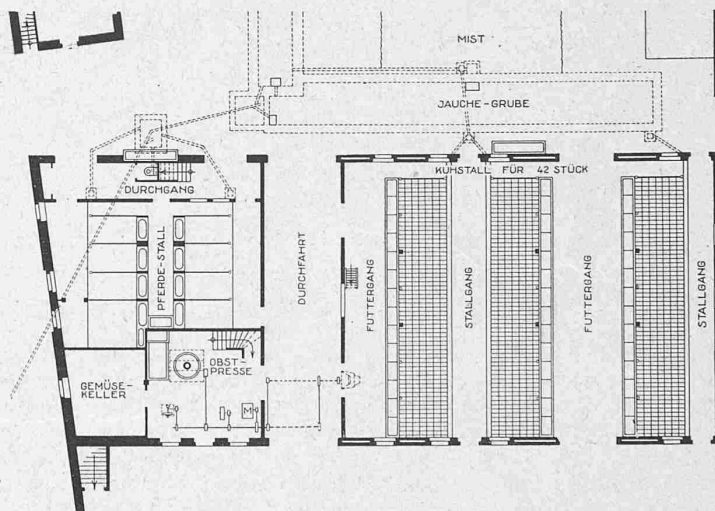 MIST
JAUCHE-GRUBE
KUHSTALL FÜR 42 STÜCK
DURCHGANG
PFERDE-STALL
DURCHFAHRT
FUTTERGANG
STALLGANG
FUTTERGANG
STALLGANG
OBST-
PRESSE
GEMÜSE-
KELLER
M